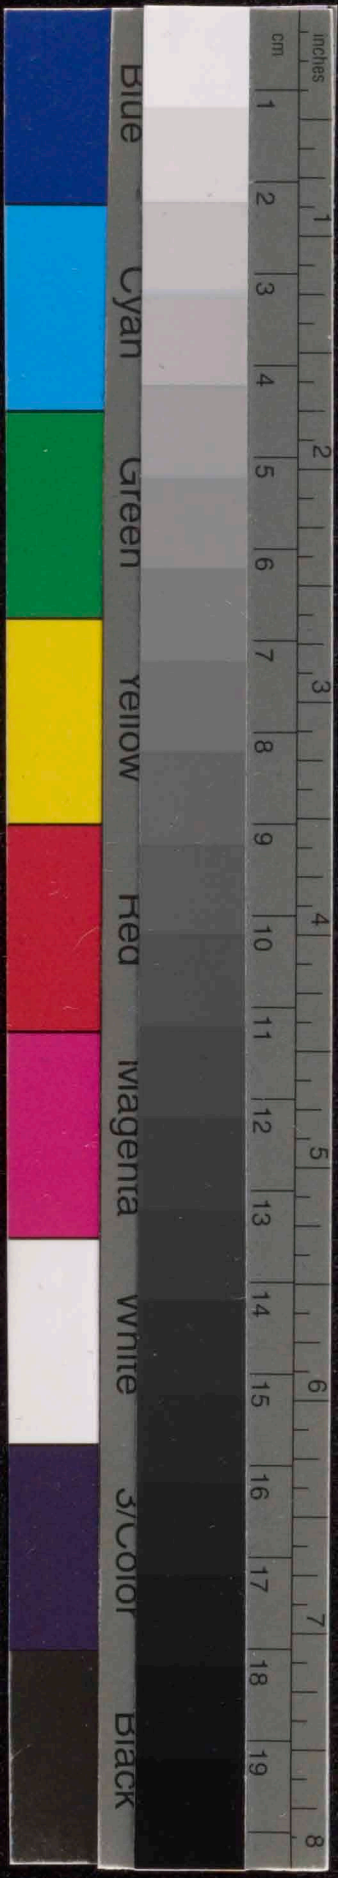 inches
cm
1 2 3 4 5 6 7 8
1 2 3 4 5 6 7 8 9 10 11 12 13 14 15 16 17 18 19
Blue Cyan Green Yellow Red Magenta White 3/Color Black